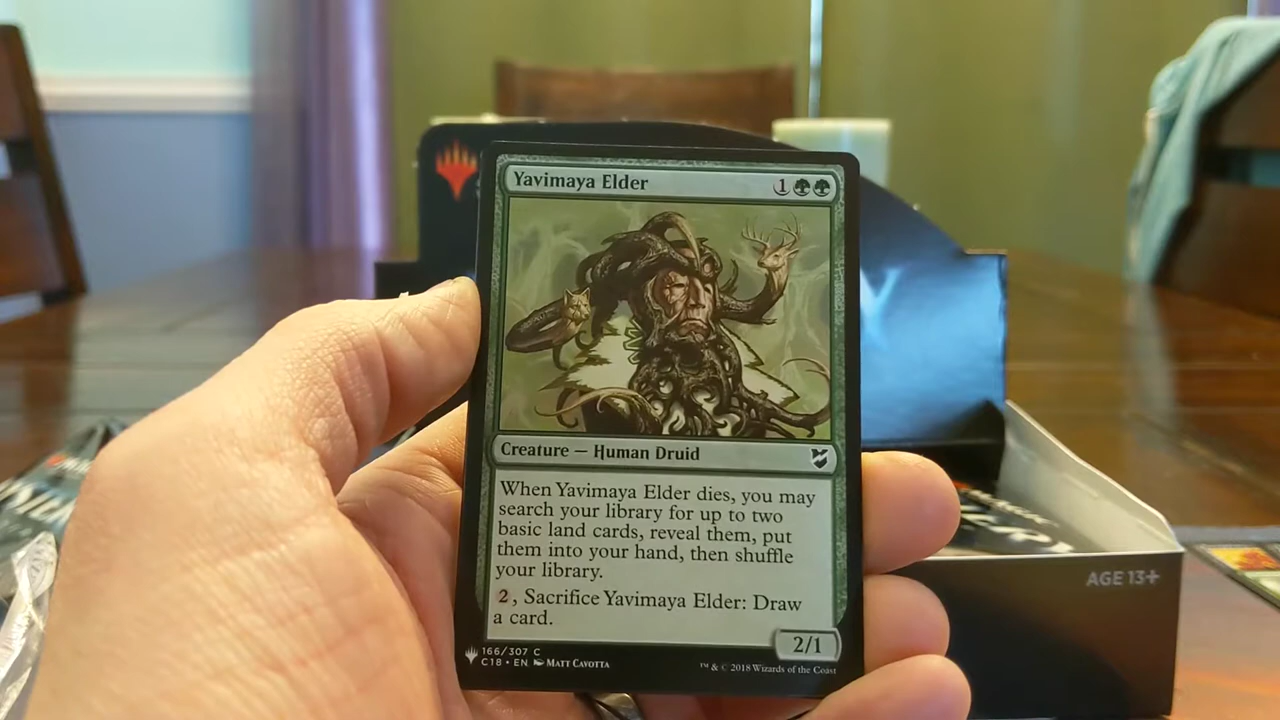 Yavimaya Elder 1
Creature — Human Druid
When Yavimaya Elder dies, you may
search your library for up to two
basic land cards, reveal them, put
them into your hand, then shuffle
your library.
2, Sacrifice Yavimaya Elder: Draw
a card.
2/1
166/307 C
C18 • EN Matt Cavotta
™ & © 2018 Wizards of the Coast
AGE 13+